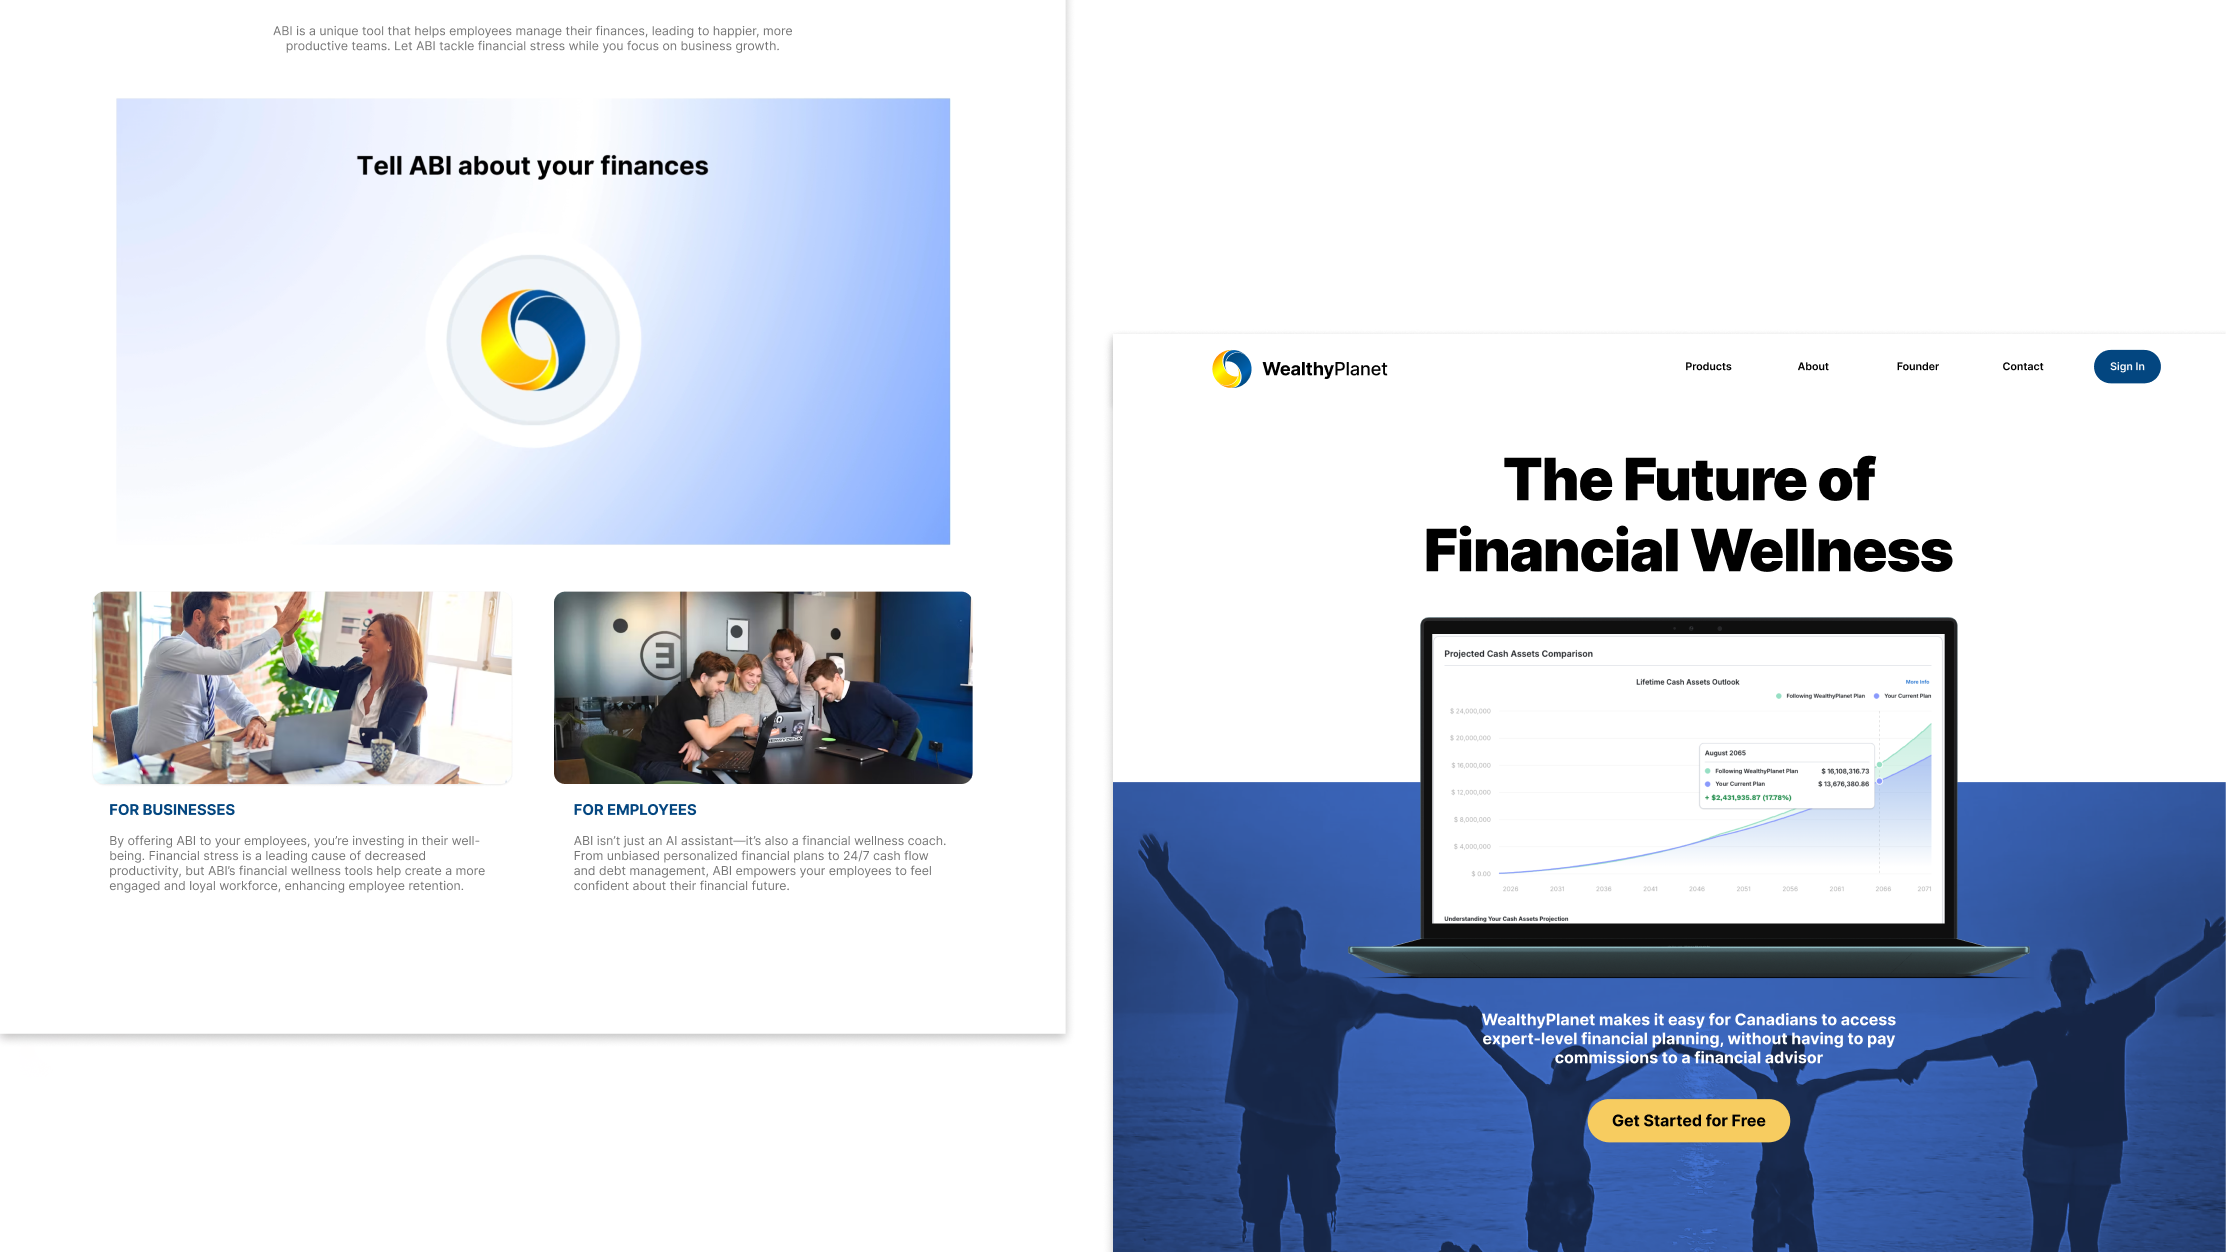 ABI is a unique tool that helps employees manage their finances, leading to happier, more
productive teams. Let ABI tackle financial stress while you focus on business growth.
Tell ABI about your finances
FOR BUSINESSES
By offering ABI to your employees, you're investing in their well-
being. Financial stress is a leading cause of decreased
productivity, but ABI's financial wellness tools help create a more
engaged and loyal workforce, enhancing employee retention.
FOR EMPLOYEES
ABI isn't just an AI assistant—it's also a financial wellness coach.
From unbiased personalized financial plans to 24/7 cash flow
and debt management, ABI empowers your employees to feel
confident about their financial future.
WealthyPlanet
Products
About
Founder
Contact
Sign In
The Future of
Financial Wellness
Projected Cash Assets Comparison
Lifetime Cash Assets Outlook
More Info
Following WealthyPlanet Plan
Your Current Plan
$ 24,000,000
$ 20,000,000
$ 16,000,000
$ 12,000,000
$ 8,000,000
$ 4,000,000
$ 0.00
August 2065
Following WealthyPlanet Plan $ 16,108,316.73
Your Current Plan $ 13,676,380.86
+ $2,431,935.87 (17.78%)
2026 2031 2036 2041 2046 2051 2056 2061 2066 2071
Understanding Your Cash Assets Projection
WealthyPlanet makes it easy for Canadians to access
expert-level financial planning, without having to pay
commissions to a financial advisor
Get Started for Free